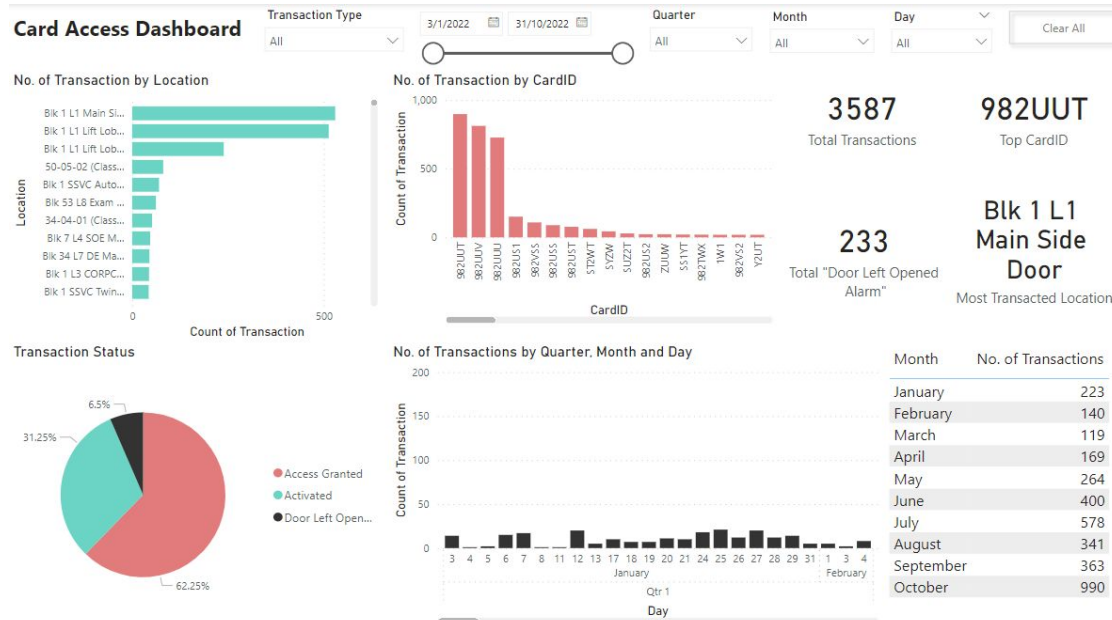 Card Access Dashboard
Transaction Type
All
3/1/2022
31/10/2022
Quarter
All
Month
All
Day
All
Clear All
No. of Transaction by Location
Location
Blk 1 L1 Main Si...
Blk 1 L1 Lift Lob...
Blk 1 L1 Lift Lob...
50-05-02 (Class...
Blk 1 SSVC Auto...
Blk 53 L8 Exam ...
34-04-01 (Class...
Blk 7 L4 SOE M...
Blk 34 L7 DE Ma...
Blk 1 L3 CORPC...
Blk 1 SSVC Twin...
0 500
Count of Transaction
No. of Transaction by CardID
Count of Transaction
1,000
500
0
982UUT 982UUV 982UUU 982US1 982VSS 982USS 982UST ST2WT SYZW SUZ2T 982US2 ZUUW SS1YT 982TWX 1W1 982VS2 Y2UT
CardID
3587
Total Transactions
982UUT
Top CardID
233
Total "Door Left Opened
Alarm"
Blk 1 L1
Main Side
Door
Most Transacted Location
Transaction Status
6.5%
31.25%
62.25%
Access Granted
Activated
Door Left Open...
No. of Transactions by Quarter, Month and Day
Count of Transaction
200
150
100
50
0
3 4 5 6 7 8 11 12 13 17 18 19 20 21 24 25 26 27 28 29 31 1 3 4
January February
Qtr 1
Day
Month No. of Transactions
January 223
February 140
March 119
April 169
May 264
June 400
July 578
August 341
September 363
October 990